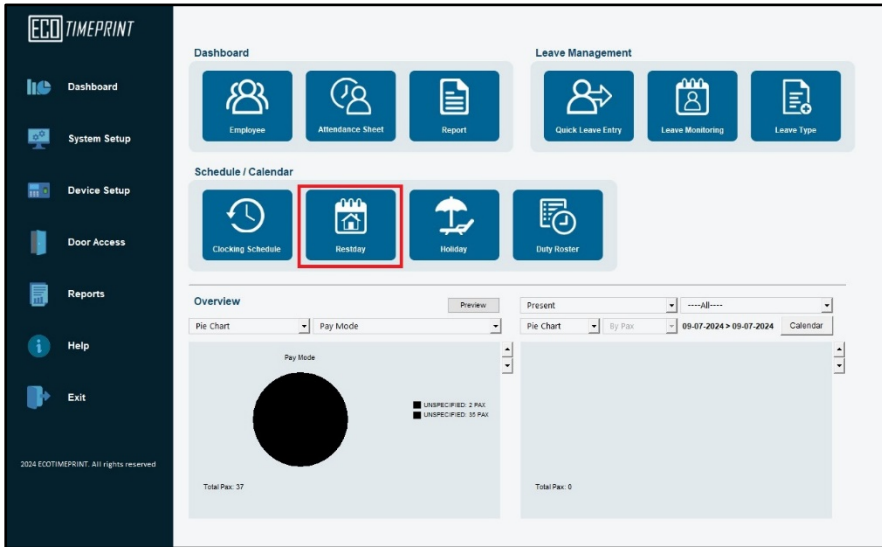 ECO TIMEPRINT
Dashboard
System Setup
Device Setup
Door Access
Reports
Help
Exit
2024 ECOTIMEPRINT. All rights reserved
Dashboard
Employee
Attendance Sheet
Report
Leave Management
Quick Leave Entry
Leave Monitoring
Leave Type
Schedule / Calendar
Clocking Schedule
Restday
Holiday
Duty Roster
Overview
Preview
Pie Chart
Pay Mode
Pay Mode
UNSPECIFIED: 2 PAX
UNSPECIFIED: 35 PAX
Total Pax: 37
Present
----All----
Pie Chart
By Pax
09-07-2024 > 09-07-2024
Calendar
Total Pax: 0